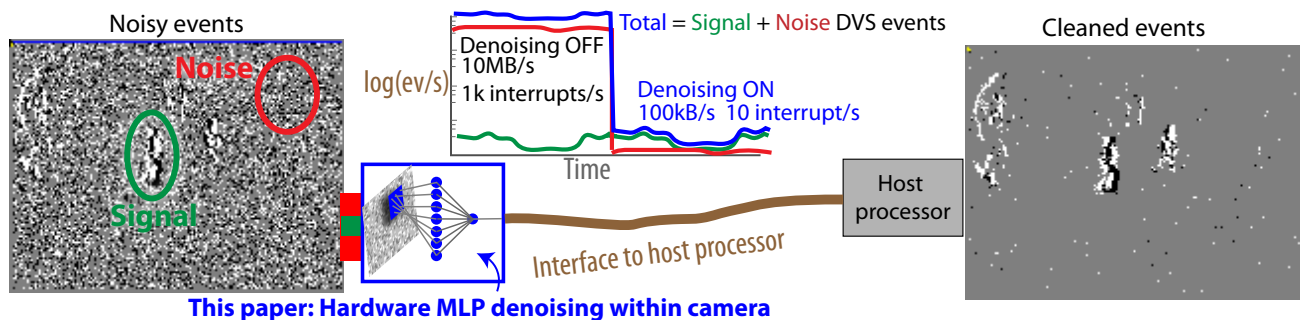 Noisy events
Noise
Signal
log(ev/s)
Total = Signal + Noise DVS events
Denoising OFF
10MB/s
1k interrupts/s
Denoising ON
100kB/s 10 interrupt/s
Time
Interface to host processor
Host
processor
Cleaned events
This paper: Hardware MLP denoising within camera